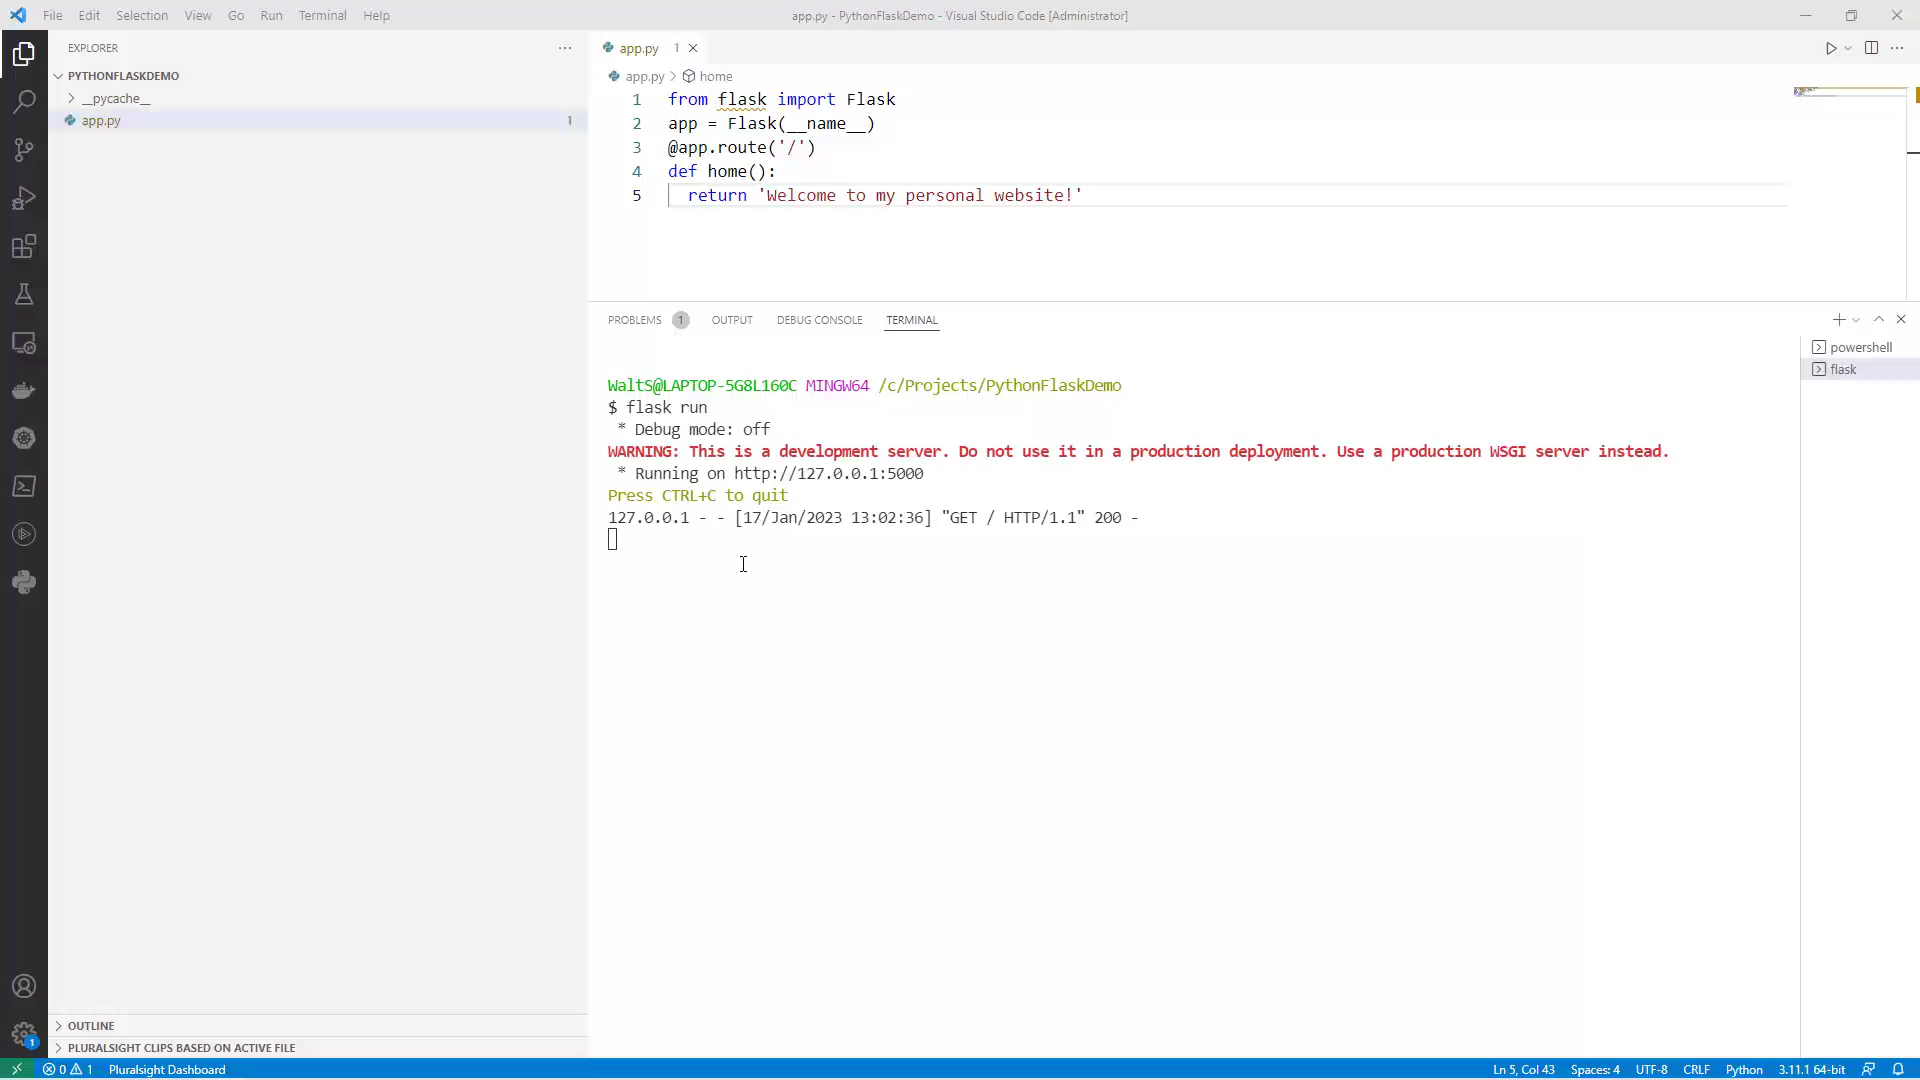 File Edit Selection View Go Run Terminal Help
app.py - PythonFlaskDemo - Visual Studio Code [Administrator]
EXPLORER
PYTHONFLASKDEMO
__pycache__
app.py 1
app.py 1
app.py > home
1 from flask import Flask
2 app = Flask(__name__)
3 @app.route('/')
4 def home():
5 return 'Welcome to my personal website!'
PROBLEMS 1 OUTPUT DEBUG CONSOLE TERMINAL
powershell
flask
WaltS@LAPTOP-5G8L160C MINGW64 /c/Projects/PythonFlaskDemo
$ flask run
* Debug mode: off
WARNING: This is a development server. Do not use it in a production deployment. Use a production WSGI server instead.
* Running on http://127.0.0.1:5000
Press CTRL+C to quit
127.0.0.1 - - [17/Jan/2023 13:02:36] "GET / HTTP/1.1" 200 -
OUTLINE
1
PLURALSIGHT CLIPS BASED ON ACTIVE FILE
0 1 Pluralsight Dashboard
Ln 5, Col 43 Spaces: 4 UTF-8 CRLF Python 3.11.1 64-bit